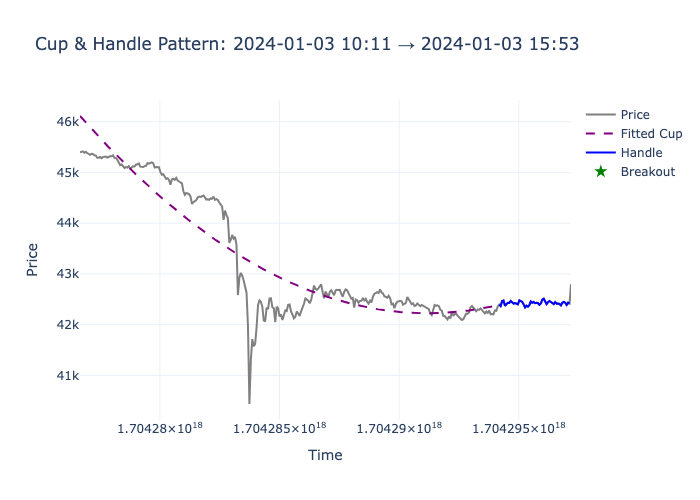 Cup & Handle Pattern: 2024-01-03 10:11 → 2024-01-03 15:53
46k
45k
44k
43k
42k
41k
Price
1.70428×10¹⁸
1.704285×10¹⁸
1.70429×10¹⁸
1.704295×10¹⁸
Time
Price
Fitted Cup
Handle
Breakout